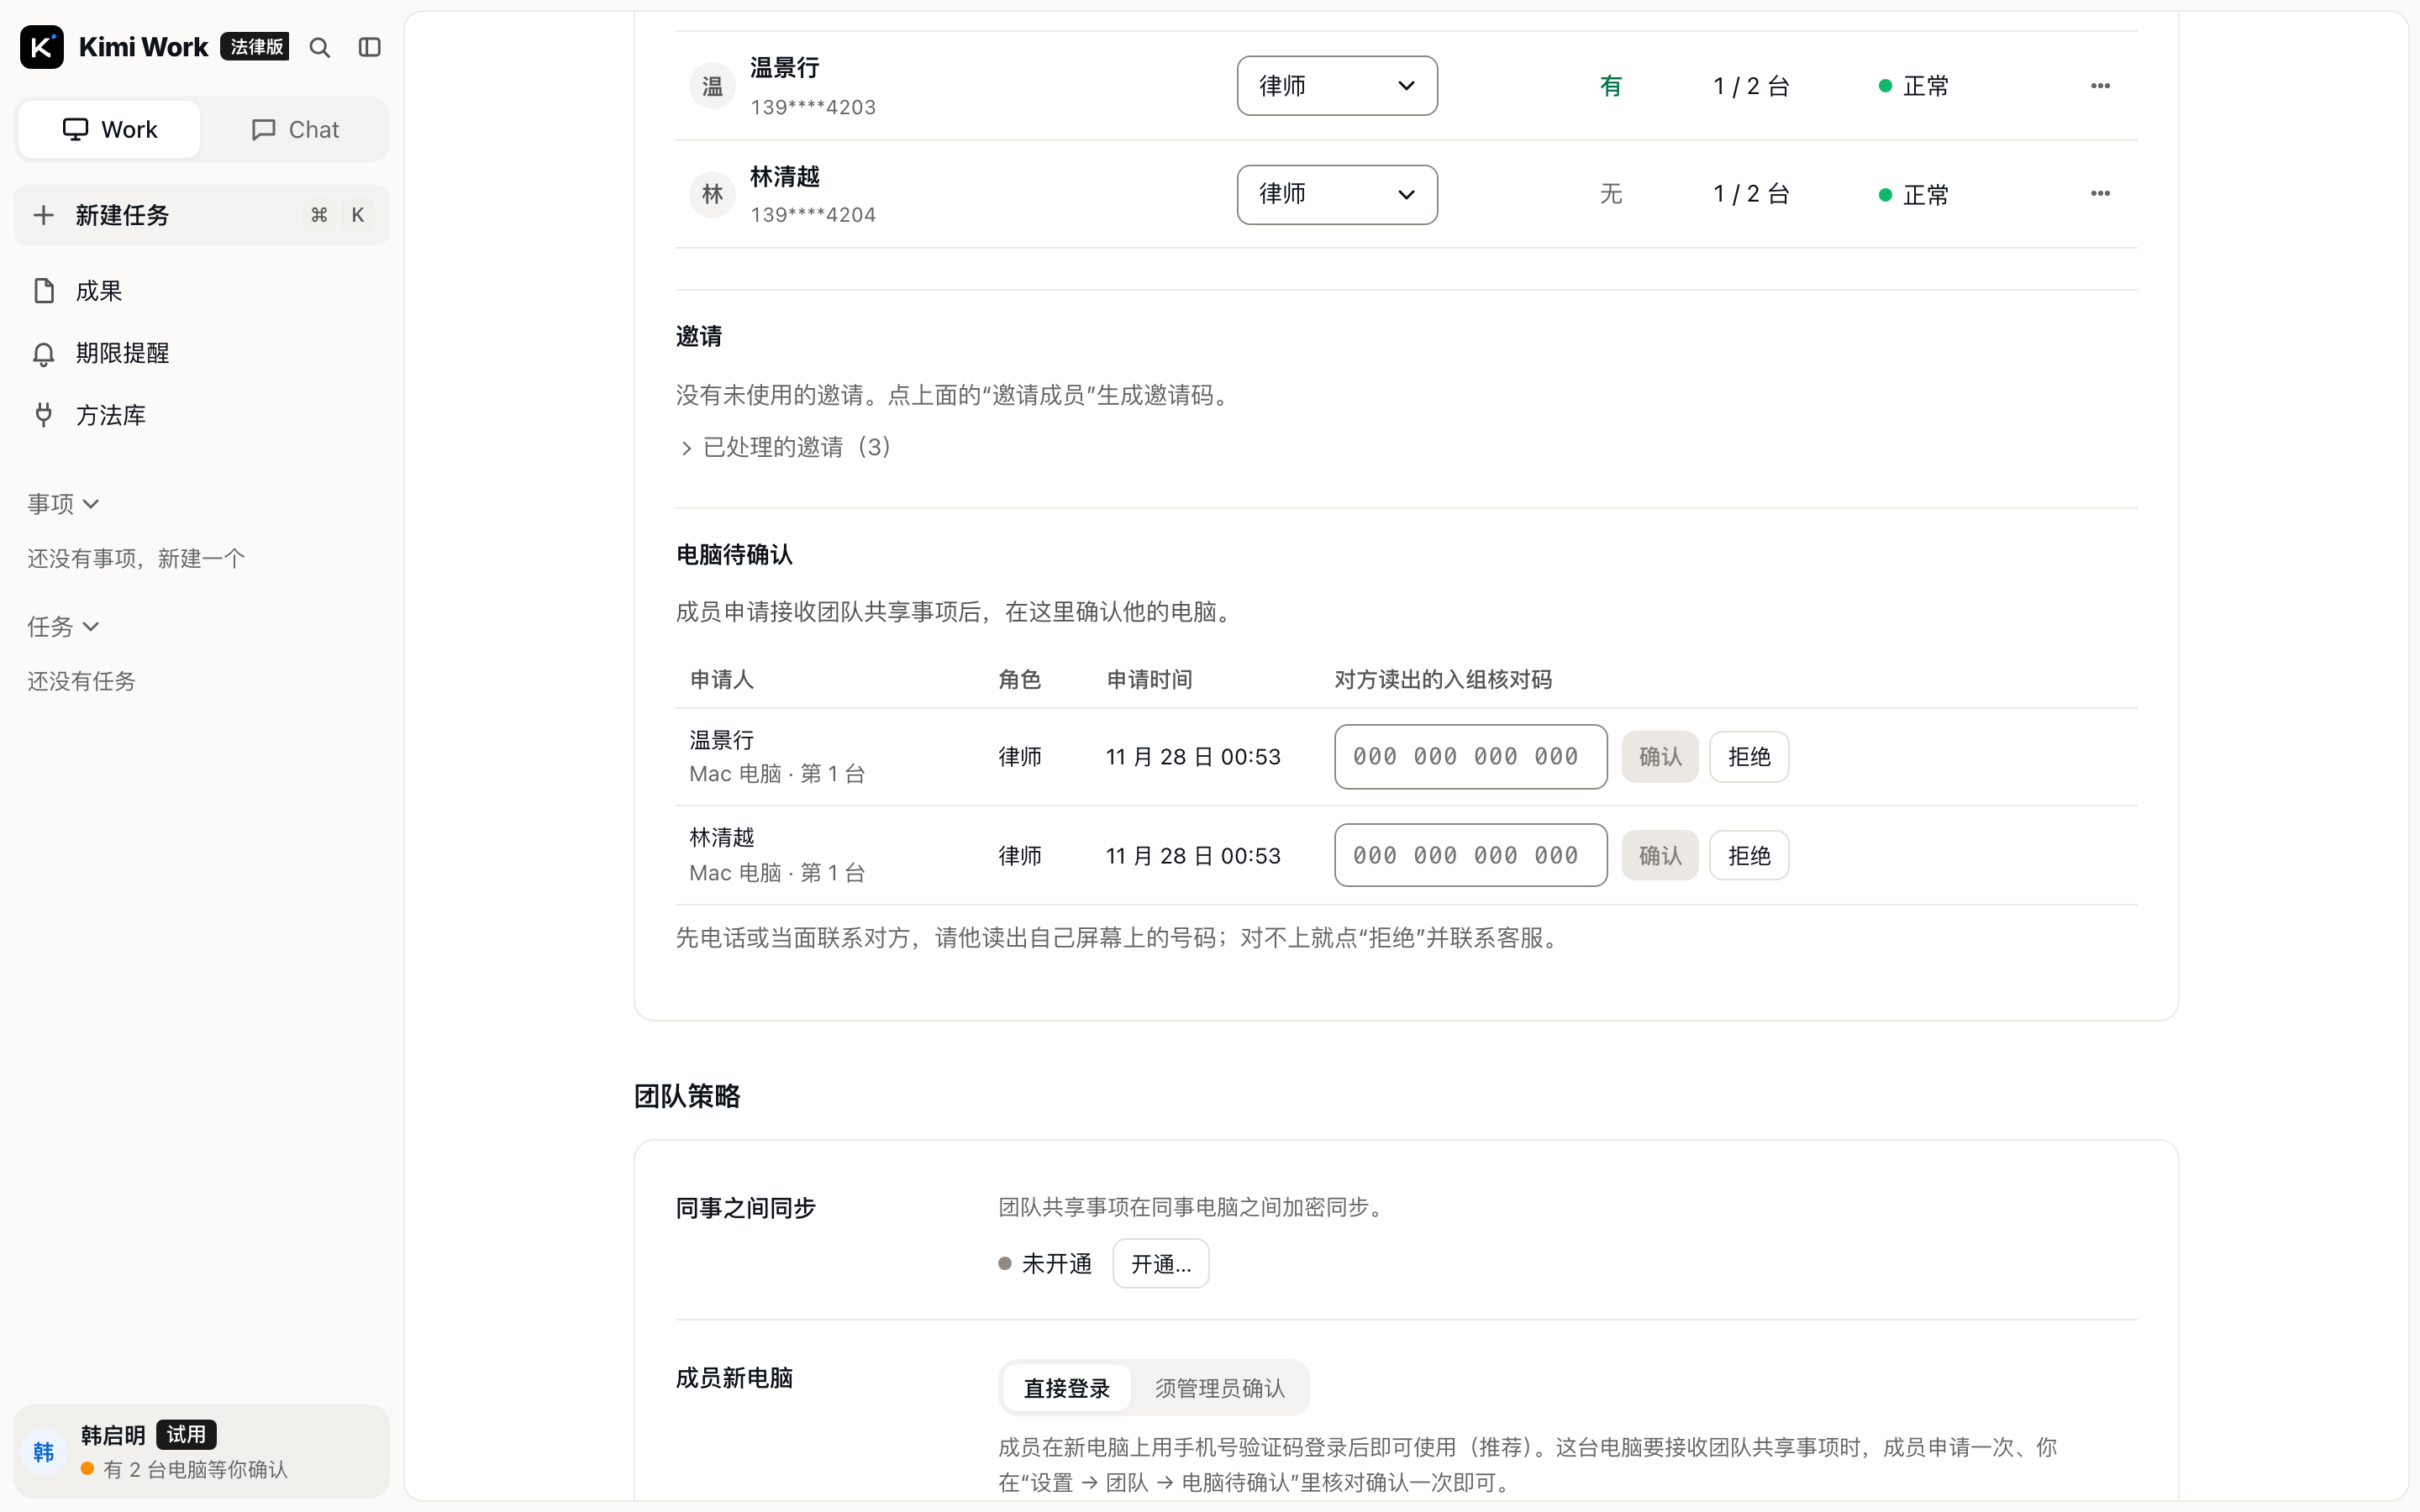 Kimi Work 法律版
Work Chat
新建任务 ⌘ K
成果
期限提醒
方法库
事项
还没有事项，新建一个
任务
还没有任务
韩 韩启明 试用
有 2 台电脑等你确认
温 温景行 律师 有 1 / 2 台 正常
139****4203
林 林清越 律师 无 1 / 2 台 正常
139****4204
邀请
没有未使用的邀请。点上面的“邀请成员”生成邀请码。
已处理的邀请（3）
电脑待确认
成员申请接收团队共享事项后，在这里确认他的电脑。
申请人 角色 申请时间 对方读出的入组核对码
温景行
Mac 电脑 · 第 1 台 律师 11 月 28 日 00:53 000 000 000 000 确认 拒绝
林清越
Mac 电脑 · 第 1 台 律师 11 月 28 日 00:53 000 000 000 000 确认 拒绝
先电话或当面联系对方，请他读出自己屏幕上的号码；对不上就点“拒绝”并联系客服。
团队策略
同事之间同步 团队共享事项在同事电脑之间加密同步。
未开通 开通...
成员新电脑 直接登录 须管理员确认
成员在新电脑上用手机号验证码登录后即可使用（推荐）。这台电脑要接收团队共享事项时，成员申请一次、你
在“设置 → 团队 → 电脑待确认”里核对确认一次即可。